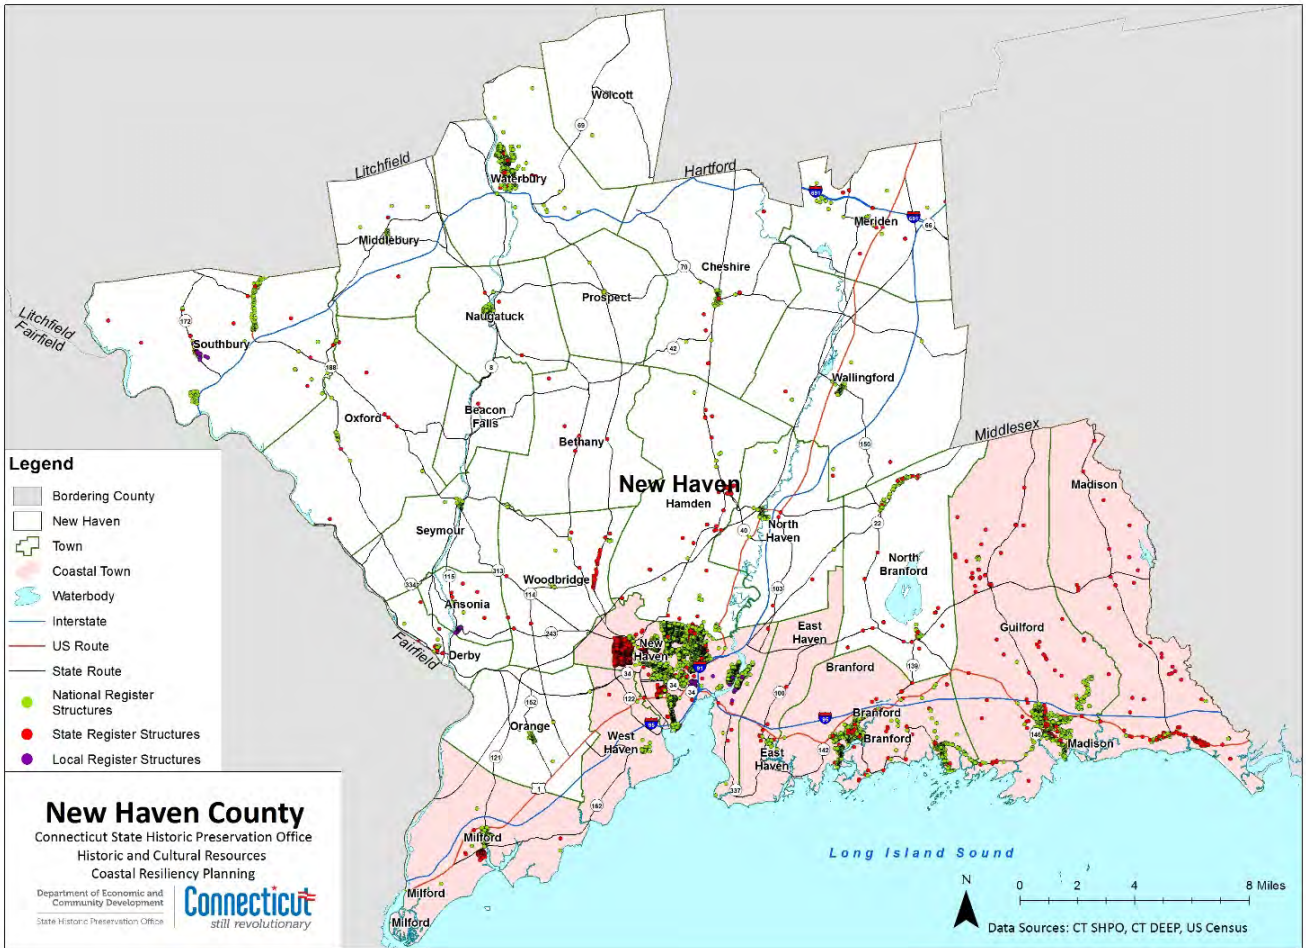 Wolcott
69
Litchfield
Hartford
Waterbury
691
Meriden
691
66
Middlebury
70
Cheshire
Prospect
Litchfield
Fairfield
172
Southbury
Naugatuck
42
188
8
Wallingford
Oxford
Beacon
Falls
Bethany
150
Middlesex
Madison
New Haven
Hamden
Seymour
40
North
Haven
22
North
Branford
334
115
313
Woodbridge
114
103
Ansonia
243
Fairfield
Derby
New
Haven
East
Haven
Guilford
Branford
139
34
34
34
91
122
100
152
Orange
95
West
Haven
95
Branford
Branford
142
East
Haven
146
Madison
121
1
162
337
Milford
Milford
Milford
Legend
Bordering County
New Haven
Town
Coastal Town
Waterbody
Interstate
US Route
State Route
National Register
Structures
State Register Structures
Local Register Structures
New Haven County
Connecticut State Historic Preservation Office
Historic and Cultural Resources
Coastal Resiliency Planning
Department of Economic and
Community Development
State Historic Preservation Office
Connecticut
still revolutionary
Long Island Sound
N
0 2 4 8 Miles
Data Sources: CT SHPO, CT DEEP, US Census